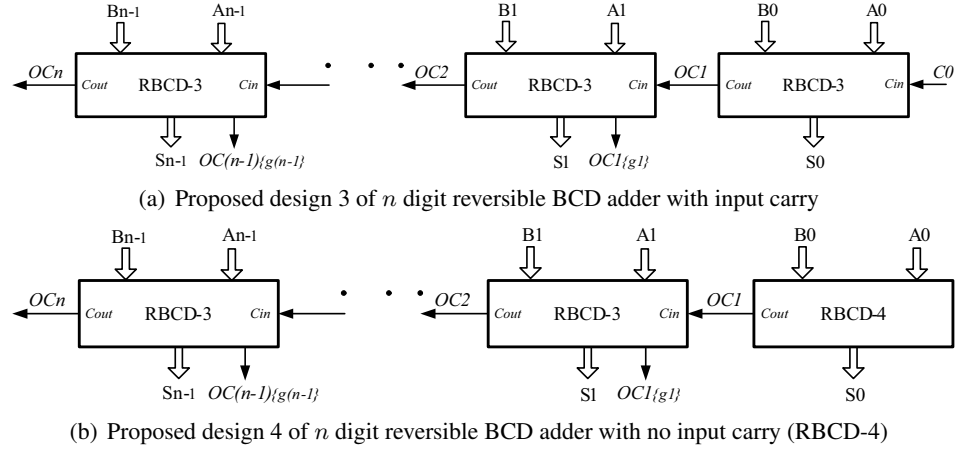 Bn-1 An-1 B1 A1 B0 A0
OCn Cout RBCD-3 Cin • • • OC2 Cout RBCD-3 Cin OC1 Cout RBCD-3 Cin C0
Sn-1 OC(n-1){g(n-1} S1 OC1{g1} S0
(a) Proposed design 3 of n digit reversible BCD adder with input carry
Bn-1 An-1 B1 A1 B0 A0
OCn Cout RBCD-3 Cin • • • OC2 Cout RBCD-3 Cin OC1 Cout RBCD-4
Sn-1 OC(n-1){g(n-1} S1 OC1{g1} S0
(b) Proposed design 4 of n digit reversible BCD adder with no input carry (RBCD-4)